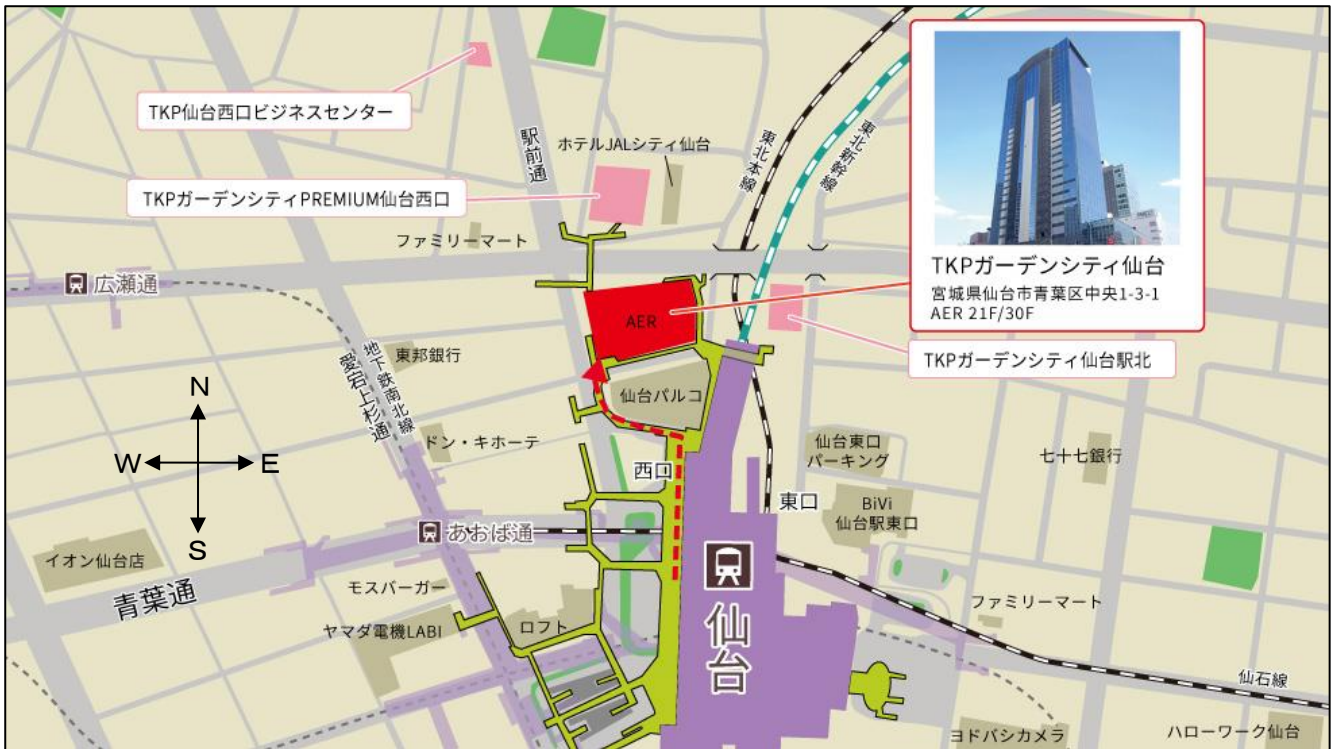 TKP仙台西口ビジネスセンター
駅前通
ホテルJALシティ仙台
東北本線
東北新幹線
TKPガーデンシティPREMIUM仙台西口
ファミリーマート
広瀬通
TKPガーデンシティ仙台
宮城県仙台市青葉区中央1-3-1
AER 21F/30F
AER
TKPガーデンシティ仙台駅北
東邦銀行
地下鉄南北線
愛宕上杉通
仙台パルコ
N
W
E
S
ドン・キホーテ
西口
東口
仙台東口
パーキング
七十七銀行
BiVi
仙台駅東口
あおば通
イオン仙台店
青葉通
モスバーガー
ヤマダ電機LABI
ロフト
仙台
ファミリーマート
仙石線
ヨドバシカメラ
ハローワーク仙台